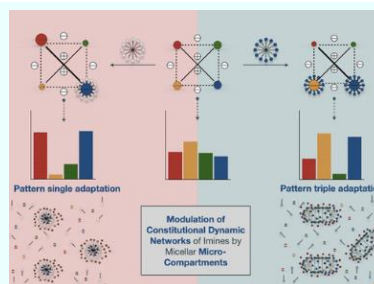 Pattern single adaptation
Pattern triple adaptation
Modulation of
Constitutional Dynamic
Networks of Imines by
Micellar Micro-
Compartments